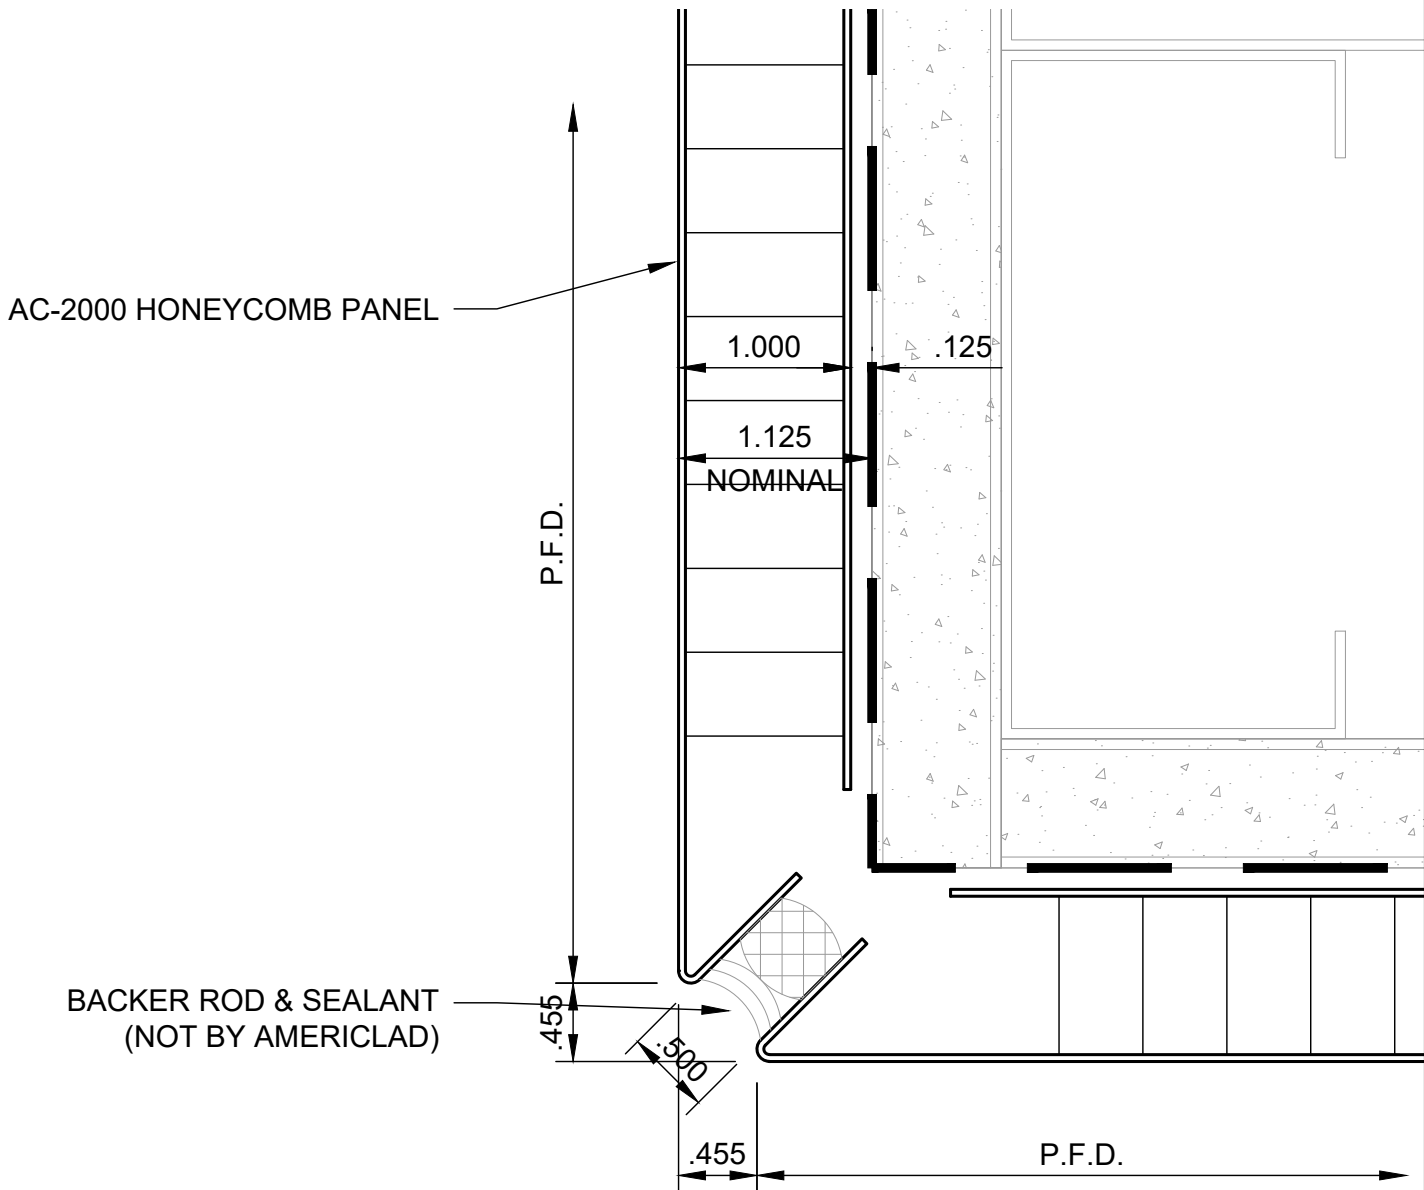 AC-2000 HONEYCOMB PANEL
1.000
.125
1.125
NOMINAL
P.F.D.
BACKER ROD & SEALANT
(NOT BY AMERICLAD)
.455
.500
.455
P.F.D.